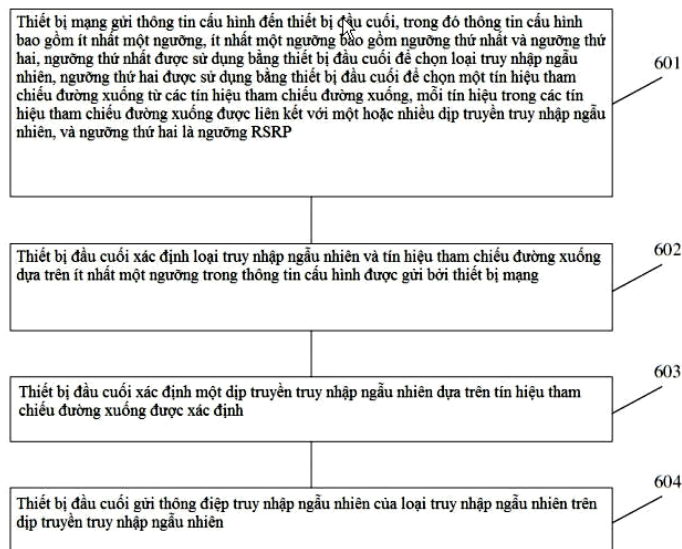 Thiết bị mạng gửi thông tin cấu hình đến thiết bị đầu cuối, trong đó thông tin cấu hình
bao gồm ít nhất một ngưỡng, ít nhất một ngưỡng bao gồm ngưỡng thứ nhất và ngưỡng thứ
hai, ngưỡng thứ nhất được sử dụng bằng thiết bị đầu cuối để chọn loại truy nhập ngẫu
nhiên, ngưỡng thứ hai được sử dụng bằng thiết bị đầu cuối để chọn một tín hiệu tham
chiếu đường xuống từ các tín hiệu tham chiếu đường xuống, mỗi tín hiệu trong các tín
hiệu tham chiếu đường xuống được liên kết với một hoặc nhiều dịp truyền truy nhập ngẫu
nhiên, và ngưỡng thứ hai là ngưỡng RSRP
601
Thiết bị đầu cuối xác định loại truy nhập ngẫu nhiên và tín hiệu tham chiếu đường xuống
dựa trên ít nhất một ngưỡng trong thông tin cấu hình được gửi bởi thiết bị mạng
602
Thiết bị đầu cuối xác định một dịp truyền truy nhập ngẫu nhiên dựa trên tín hiệu tham
chiếu đường xuống được xác định
603
Thiết bị đầu cuối gửi thông điệp truy nhập ngẫu nhiên của loại truy nhập ngẫu nhiên trên
dịp truyền truy nhập ngẫu nhiên
604